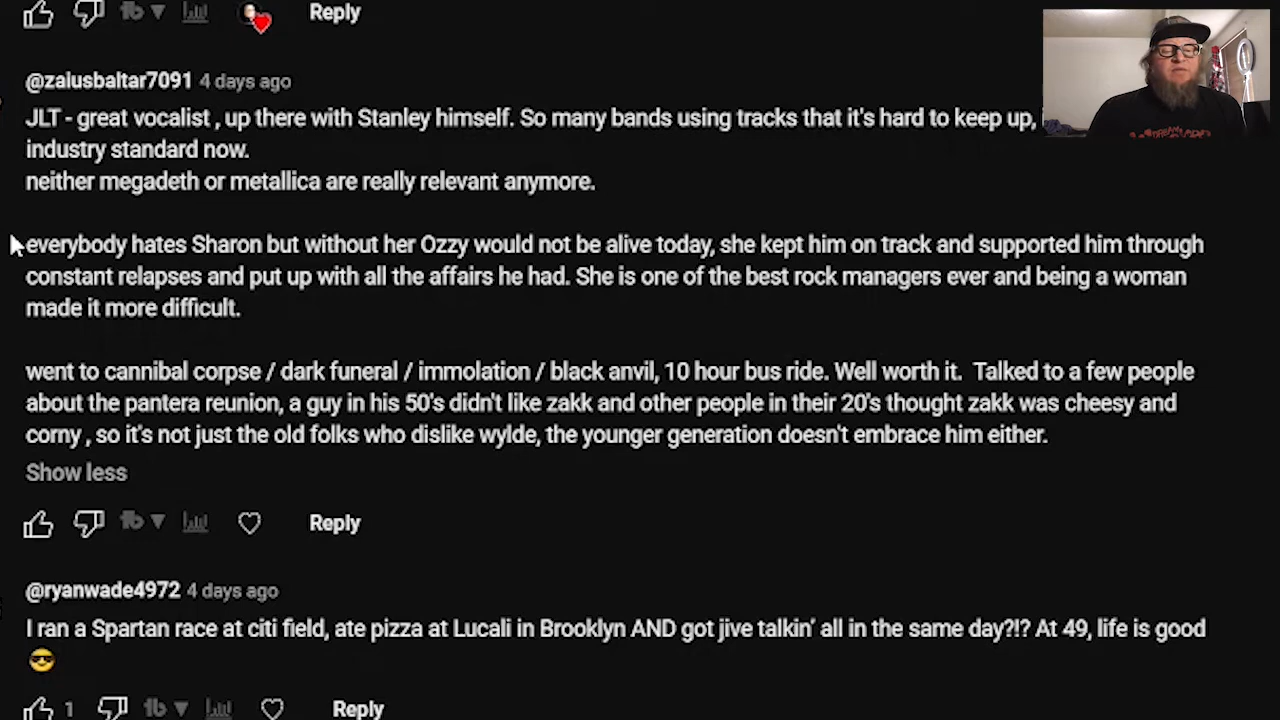 Reply
@zaiusbaltar7091 4 days ago
JLT - great vocalist , up there with Stanley himself. So many bands using tracks that it's hard to keep up,
industry standard now.
neither megadeth or metallica are really relevant anymore.
everybody hates Sharon but without her Ozzy would not be alive today, she kept him on track and supported him through
constant relapses and put up with all the affairs he had. She is one of the best rock managers ever and being a woman
made it more difficult.
went to cannibal corpse / dark funeral / immolation / black anvil, 10 hour bus ride. Well worth it.  Talked to a few people
about the pantera reunion, a guy in his 50's didn't like zakk and other people in their 20's thought zakk was cheesy and
corny , so it's not just the old folks who dislike wylde, the younger generation doesn't embrace him either.
Show less
Reply
@ryanwade4972 4 days ago
I ran a Spartan race at citi field, ate pizza at Lucali in Brooklyn AND got jive talkin' all in the same day?!? At 49, life is good
😎
1 Reply